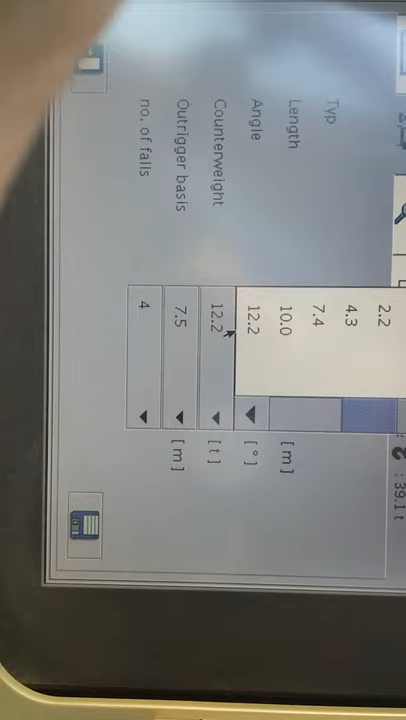 : 39.1 t
2.2
4.3
Typ
7.4
Length
10.0
[ m ]
Angle
12.2
[ ° ]
Counterweight
12.2
[ t ]
Outrigger basis
7.5
[ m ]
no. of falls
4